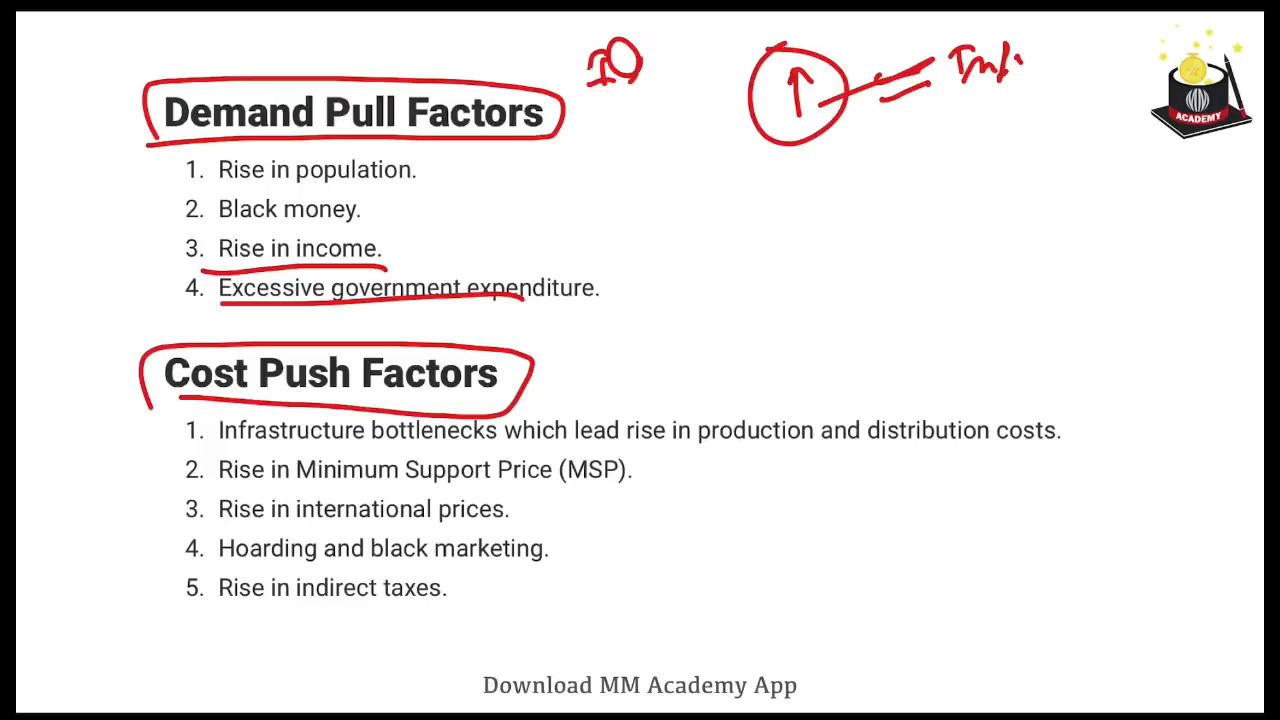 Demand Pull Factors
1. Rise in population.
2. Black money.
3. Rise in income.
4. Excessive government expenditure.
Cost Push Factors
1. Infrastructure bottlenecks which lead rise in production and distribution costs.
2. Rise in Minimum Support Price (MSP).
3. Rise in international prices.
4. Hoarding and black marketing.
5. Rise in indirect taxes.
ACADEMY
Download MM Academy App